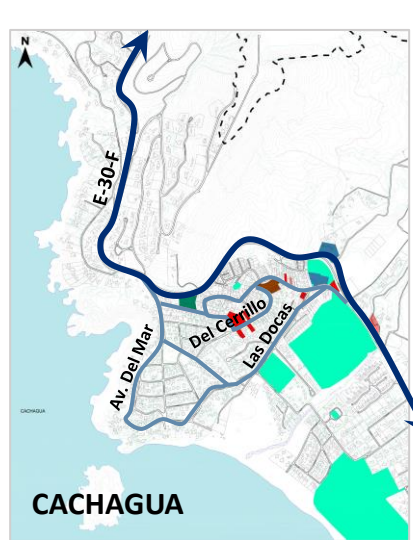 N
E-30-F
Av. Del Mar
Del Cerrillo
Las Docas
CACHAGUA
CACHAGUA